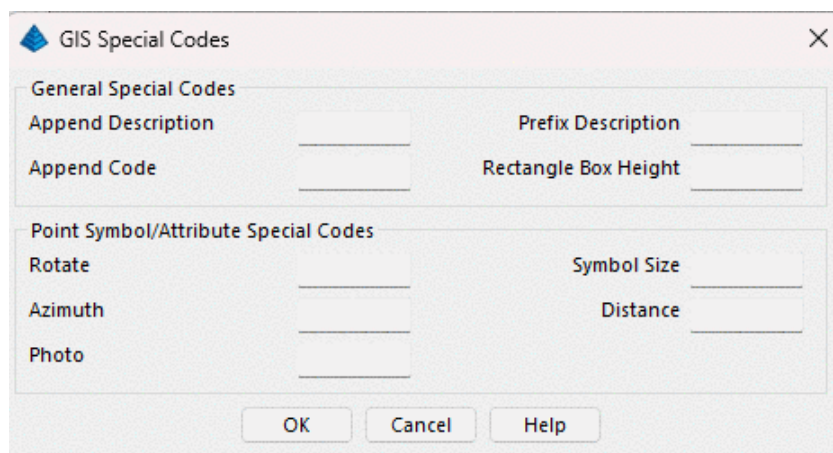 GIS Special Codes
General Special Codes
Append Description Prefix Description
Append Code Rectangle Box Height
Point Symbol/Attribute Special Codes
Rotate Symbol Size
Azimuth Distance
Photo
OK Cancel Help